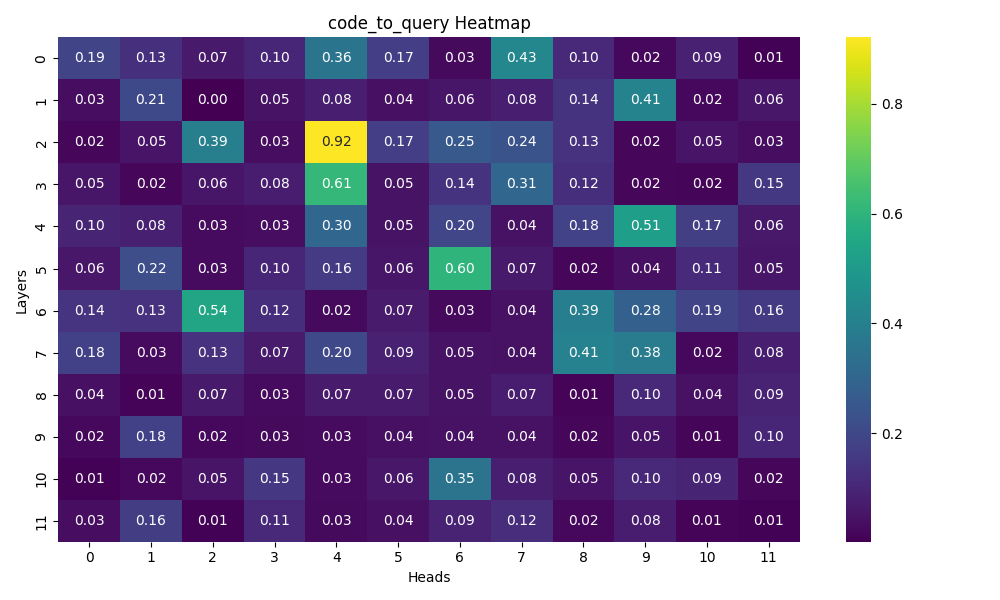 code_to_query Heatmap
0 0.19 0.13 0.07 0.10 0.36 0.17 0.03 0.43 0.10 0.02 0.09 0.01
1 0.03 0.21 0.00 0.05 0.08 0.04 0.06 0.08 0.14 0.41 0.02 0.06
2 0.02 0.05 0.39 0.03 0.92 0.17 0.25 0.24 0.13 0.02 0.05 0.03
3 0.05 0.02 0.06 0.08 0.61 0.05 0.14 0.31 0.12 0.02 0.02 0.15
4 0.10 0.08 0.03 0.03 0.30 0.05 0.20 0.04 0.18 0.51 0.17 0.06
5 0.06 0.22 0.03 0.10 0.16 0.06 0.60 0.07 0.02 0.04 0.11 0.05
6 0.14 0.13 0.54 0.12 0.02 0.07 0.03 0.04 0.39 0.28 0.19 0.16
7 0.18 0.03 0.13 0.07 0.20 0.09 0.05 0.04 0.41 0.38 0.02 0.08
8 0.04 0.01 0.07 0.03 0.07 0.07 0.05 0.07 0.01 0.10 0.04 0.09
9 0.02 0.18 0.02 0.03 0.03 0.04 0.04 0.04 0.02 0.05 0.01 0.10
10 0.01 0.02 0.05 0.15 0.03 0.06 0.35 0.08 0.05 0.10 0.09 0.02
11 0.03 0.16 0.01 0.11 0.03 0.04 0.09 0.12 0.02 0.08 0.01 0.01
0 1 2 3 4 5 6 7 8 9 10 11
Heads
Layers
0.8
0.6
0.4
0.2